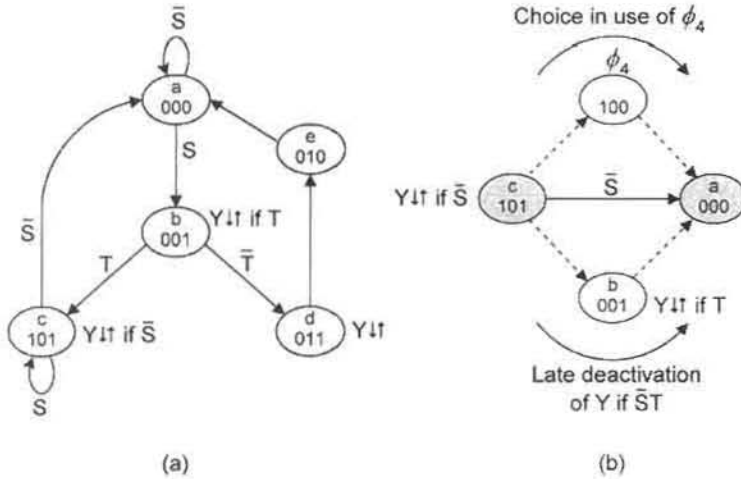 S̄
a
000
S
e
010
b
001
Y↓↑ if T
S̄
T
T̄
c
101
Y↓↑ if S̄
d
011
Y↓↑
S
(a)
Choice in use of ϕ₄
ϕ₄
100
Y↓↑ if S̄
c
101
S̄
a
000
b
001
Y↓↑ if T
Late deactivation
of Y if S̄T
(b)